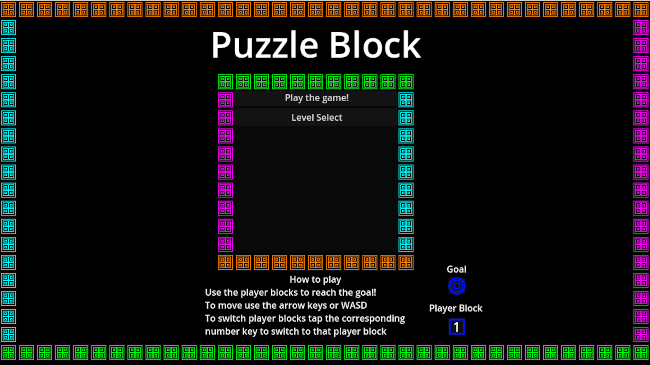 Puzzle Block
Play the game!
Level Select
How to play
Use the player blocks to reach the goal!
To move use the arrow keys or WASD
To switch player blocks tap the corresponding
number key to switch to that player block
Goal
Player Block
1